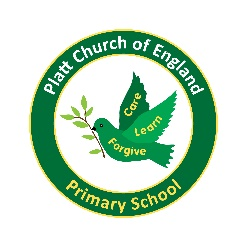 Platt Church of England
Care
Learn
Forgive
Primary School